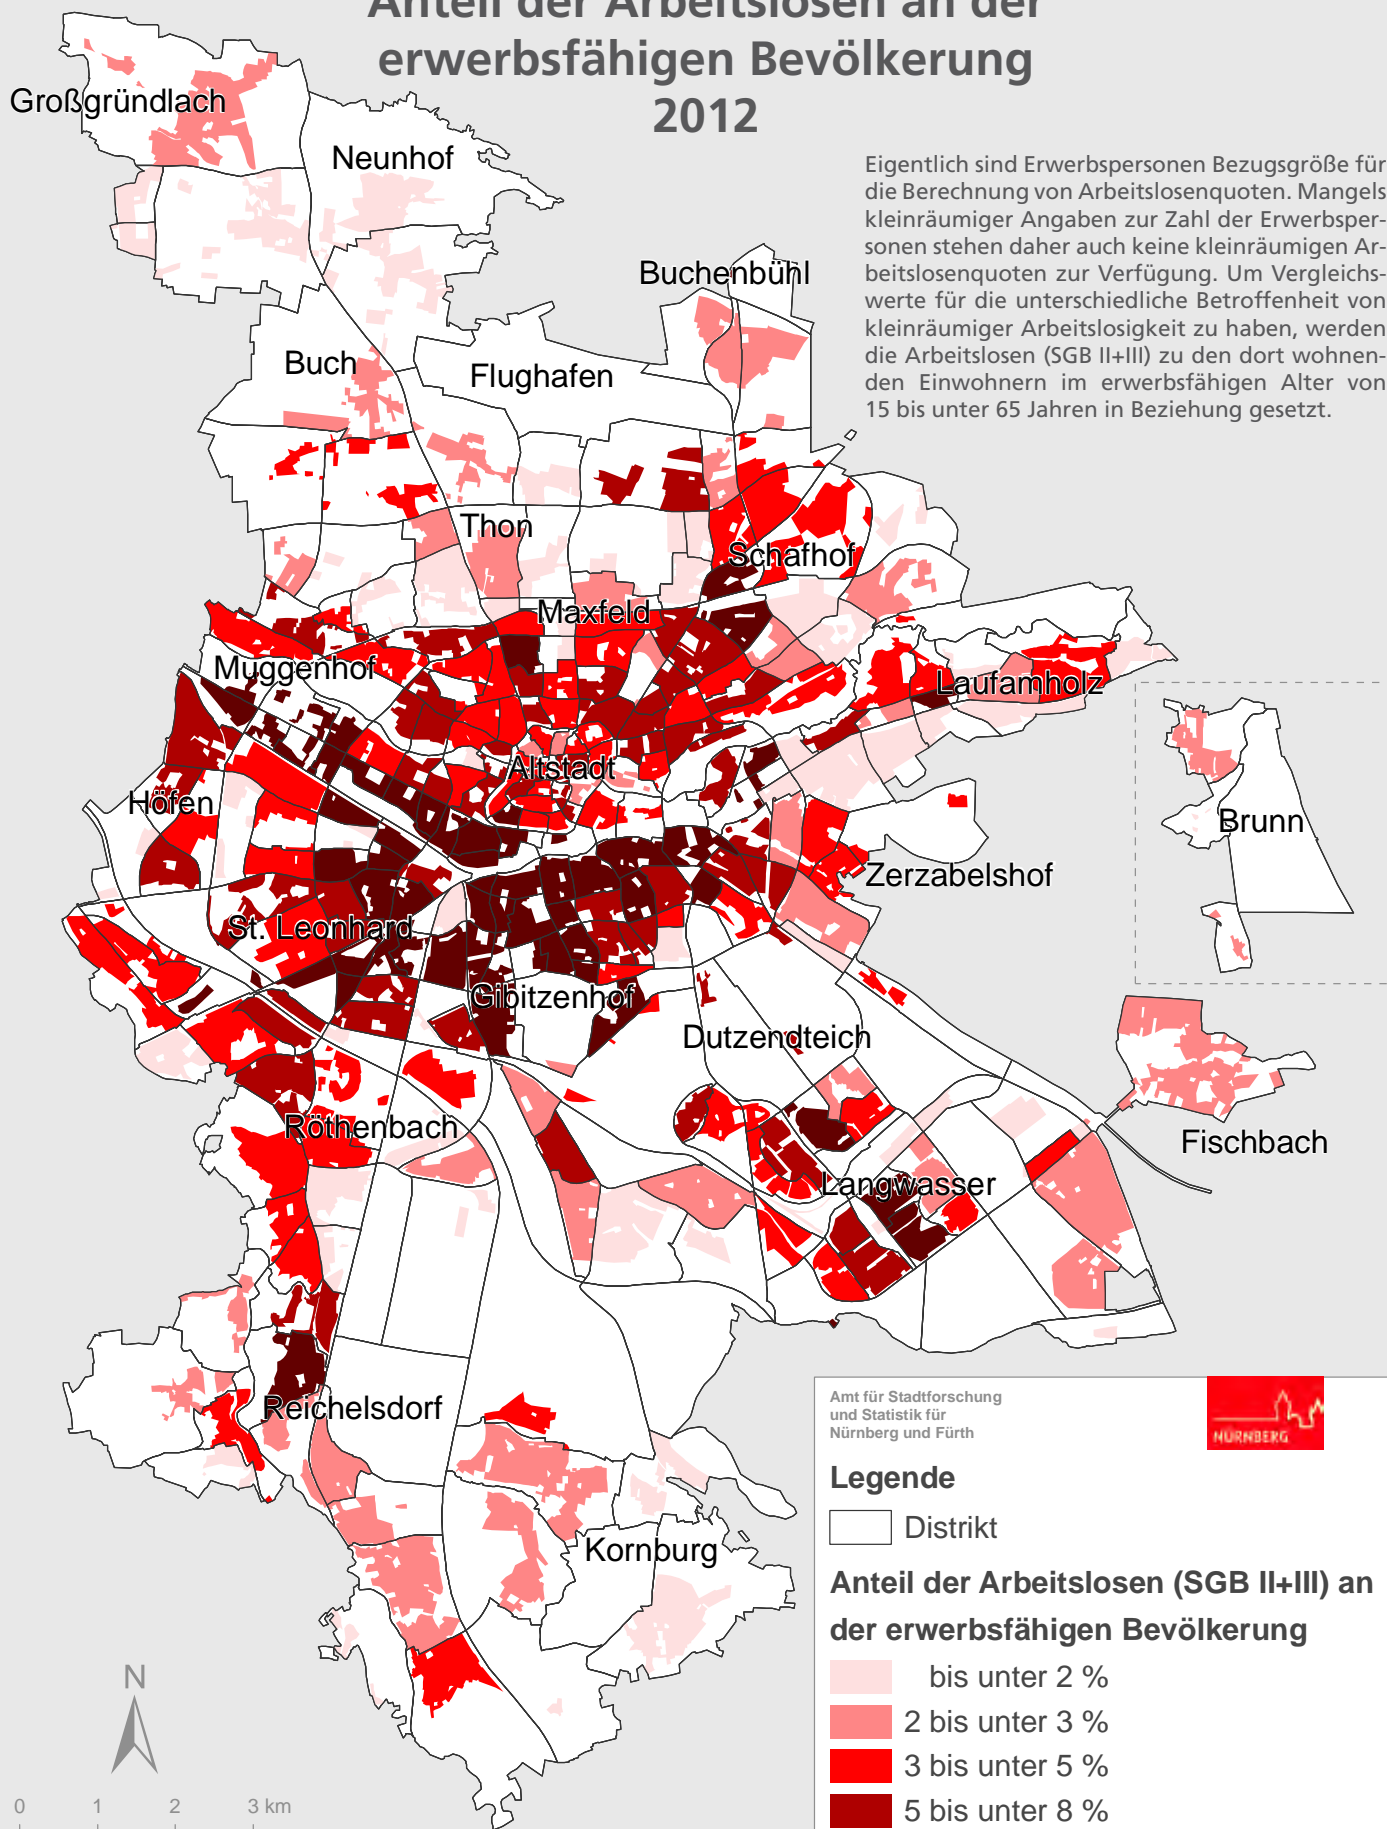 Anteil der Arbeitslosen an der
erwerbsfähigen Bevölkerung
2012
Eigentlich sind Erwerbspersonen Bezugsgröße für
die Berechnung von Arbeitslosenquoten. Mangels
kleinräumiger Angaben zur Zahl der Erwerbsper-
sonen stehen daher auch keine kleinräumigen Ar-
beitslosenquoten zur Verfügung. Um Vergleichs-
werte für die unterschiedliche Betroffenheit von
kleinräumiger Arbeitslosigkeit zu haben, werden
die Arbeitslosen (SGB II+III) zu den dort wohnen-
den Einwohnern im erwerbsfähigen Alter von
15 bis unter 65 Jahren in Beziehung gesetzt.
Großgründlach
Neunhof
Buchenbühl
Buch
Flughafen
Thon
Schafhof
Maxfeld
Muggenhof
Laufamholz
Altstadt
Höfen
Brunn
Zerzabelshof
St. Leonhard
Gibitzenhof
Dutzendteich
Röthenbach
Fischbach
Langwasser
Reichelsdorf
Kornburg
Amt für Stadtforschung
und Statistik für
Nürnberg und Fürth
NÜRNBERG
Legende
Distrikt
Anteil der Arbeitslosen (SGB II+III) an
der erwerbsfähigen Bevölkerung
bis unter 2 %
2 bis unter 3 %
3 bis unter 5 %
5 bis unter 8 %
N
0 1 2 3 km